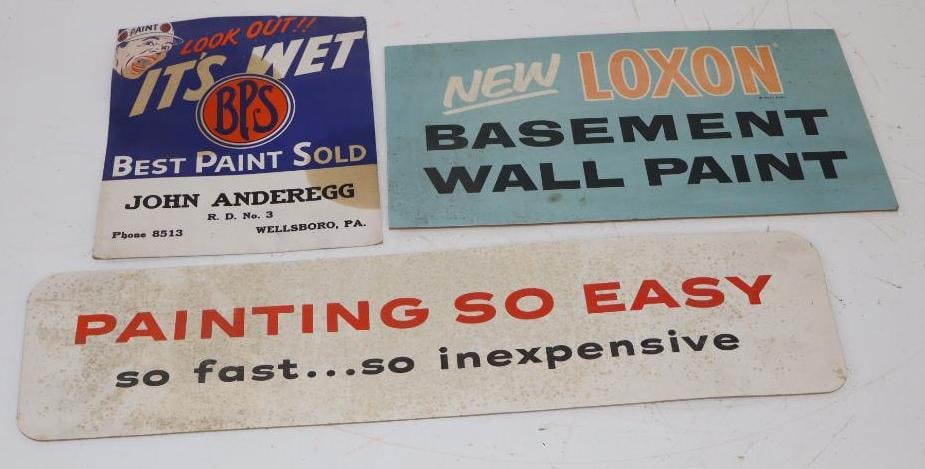 PAINT
LOOK OUT!!
IT'S WET
BPS
BEST PAINT SOLD
JOHN ANDEREGG
R. D. No. 3
Phone 8513
WELLSBORO, PA.
NEW LOXON
BASEMENT
WALL PAINT
PAINTING SO EASY
so fast...so inexpensive